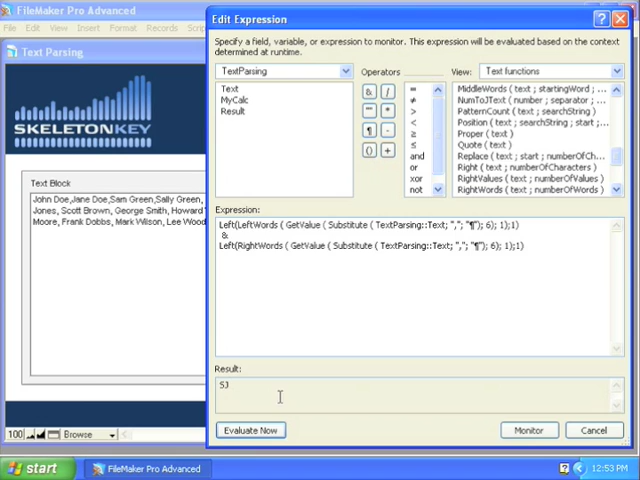 FileMaker Pro Advanced
File Edit View Insert Format Records
Text Parsing
SKELETONKEY
Text Block
John Doe,Jane Doe,Sam Green,Sally Green,
Jones, Scott Brown, George Smith, Howard
Moore, Frank Dobbs, Mark Wilson, Lee Wood
100 Browse
Edit Expression
Specify a field, variable, or expression to monitor. This expression will be evaluated based on the context
determined at runtime.
TextParsing
Operators
View: Text functions
Text
MyCalc
Result
& /
"" *
¶ -
() +
=
≠
>
<
≥
≤
and
or
xor
not
MiddleWords ( text ; startingWord ; ...
NumToJText ( number ; separator ; ...
PatternCount ( text ; searchString )
Position ( text ; searchString ; start ; ...
Proper ( text )
Quote ( text )
Replace ( text ; start ; numberOfCh...
Right ( text ; numberOfCharacters )
RightValues ( text ; numberOfValues )
RightWords ( text ; numberOfWords )
Expression:
Left(LeftWords ( GetValue ( Substitute ( TextParsing::Text; ","; "¶"); 6); 1);1)
&
Left(RightWords ( GetValue ( Substitute ( TextParsing::Text; ","; "¶"); 6); 1);1)
Result:
SJ
Evaluate Now
Monitor
Cancel
start
FileMaker Pro Advanced
12:53 PM